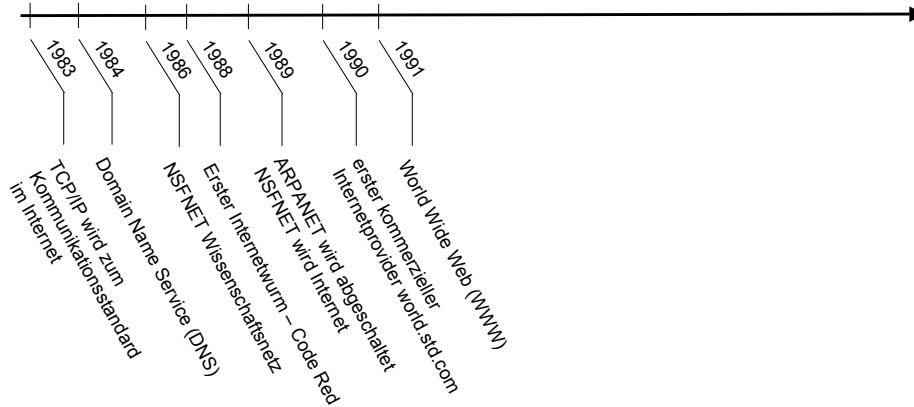 1983
1984
1986
1988
1989
1990
1991
TCP/IP wird zum
Kommunikationsstandard
im Internet
Domain Name Service (DNS)
NSFNET Wissenschaftsnetz
Erster Internetwurm – Code Red
ARPANET wird abgeschaltet
NSFNET wird Internet
erster kommerzieller
Internetprovider world.std.com
World Wide Web (WWW)